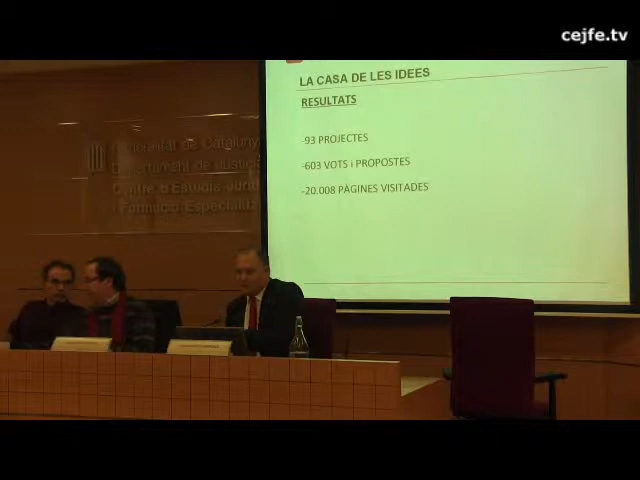 cejfe.tv
LA CASA DE LES IDEES
RESULTATS
-93 PROJECTES
-603 VOTS i PROPOSTES
-20.008 PÀGINES VISITADES
Generalitat de Catalunya
Departament de Justícia
Centre d'Estudis Jurídics
i Formació Especialitz